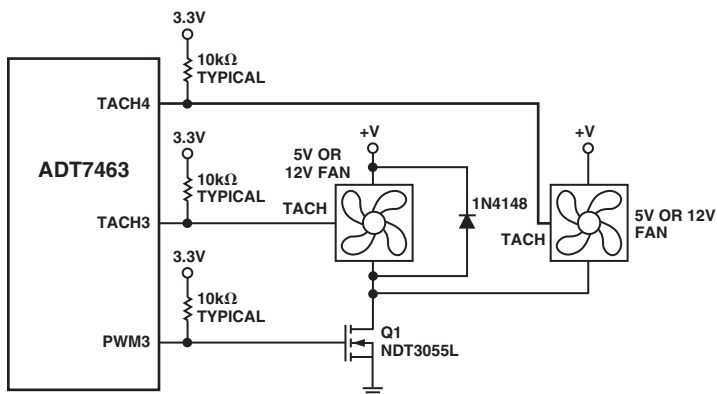 3.3V
10kΩ
TYPICAL
TACH4
3.3V
10kΩ
TYPICAL
ADT7463
TACH3
3.3V
10kΩ
TYPICAL
PWM3
+V
5V OR
12V FAN
TACH
1N4148
+V
TACH
5V OR 12V
FAN
Q1
NDT3055L